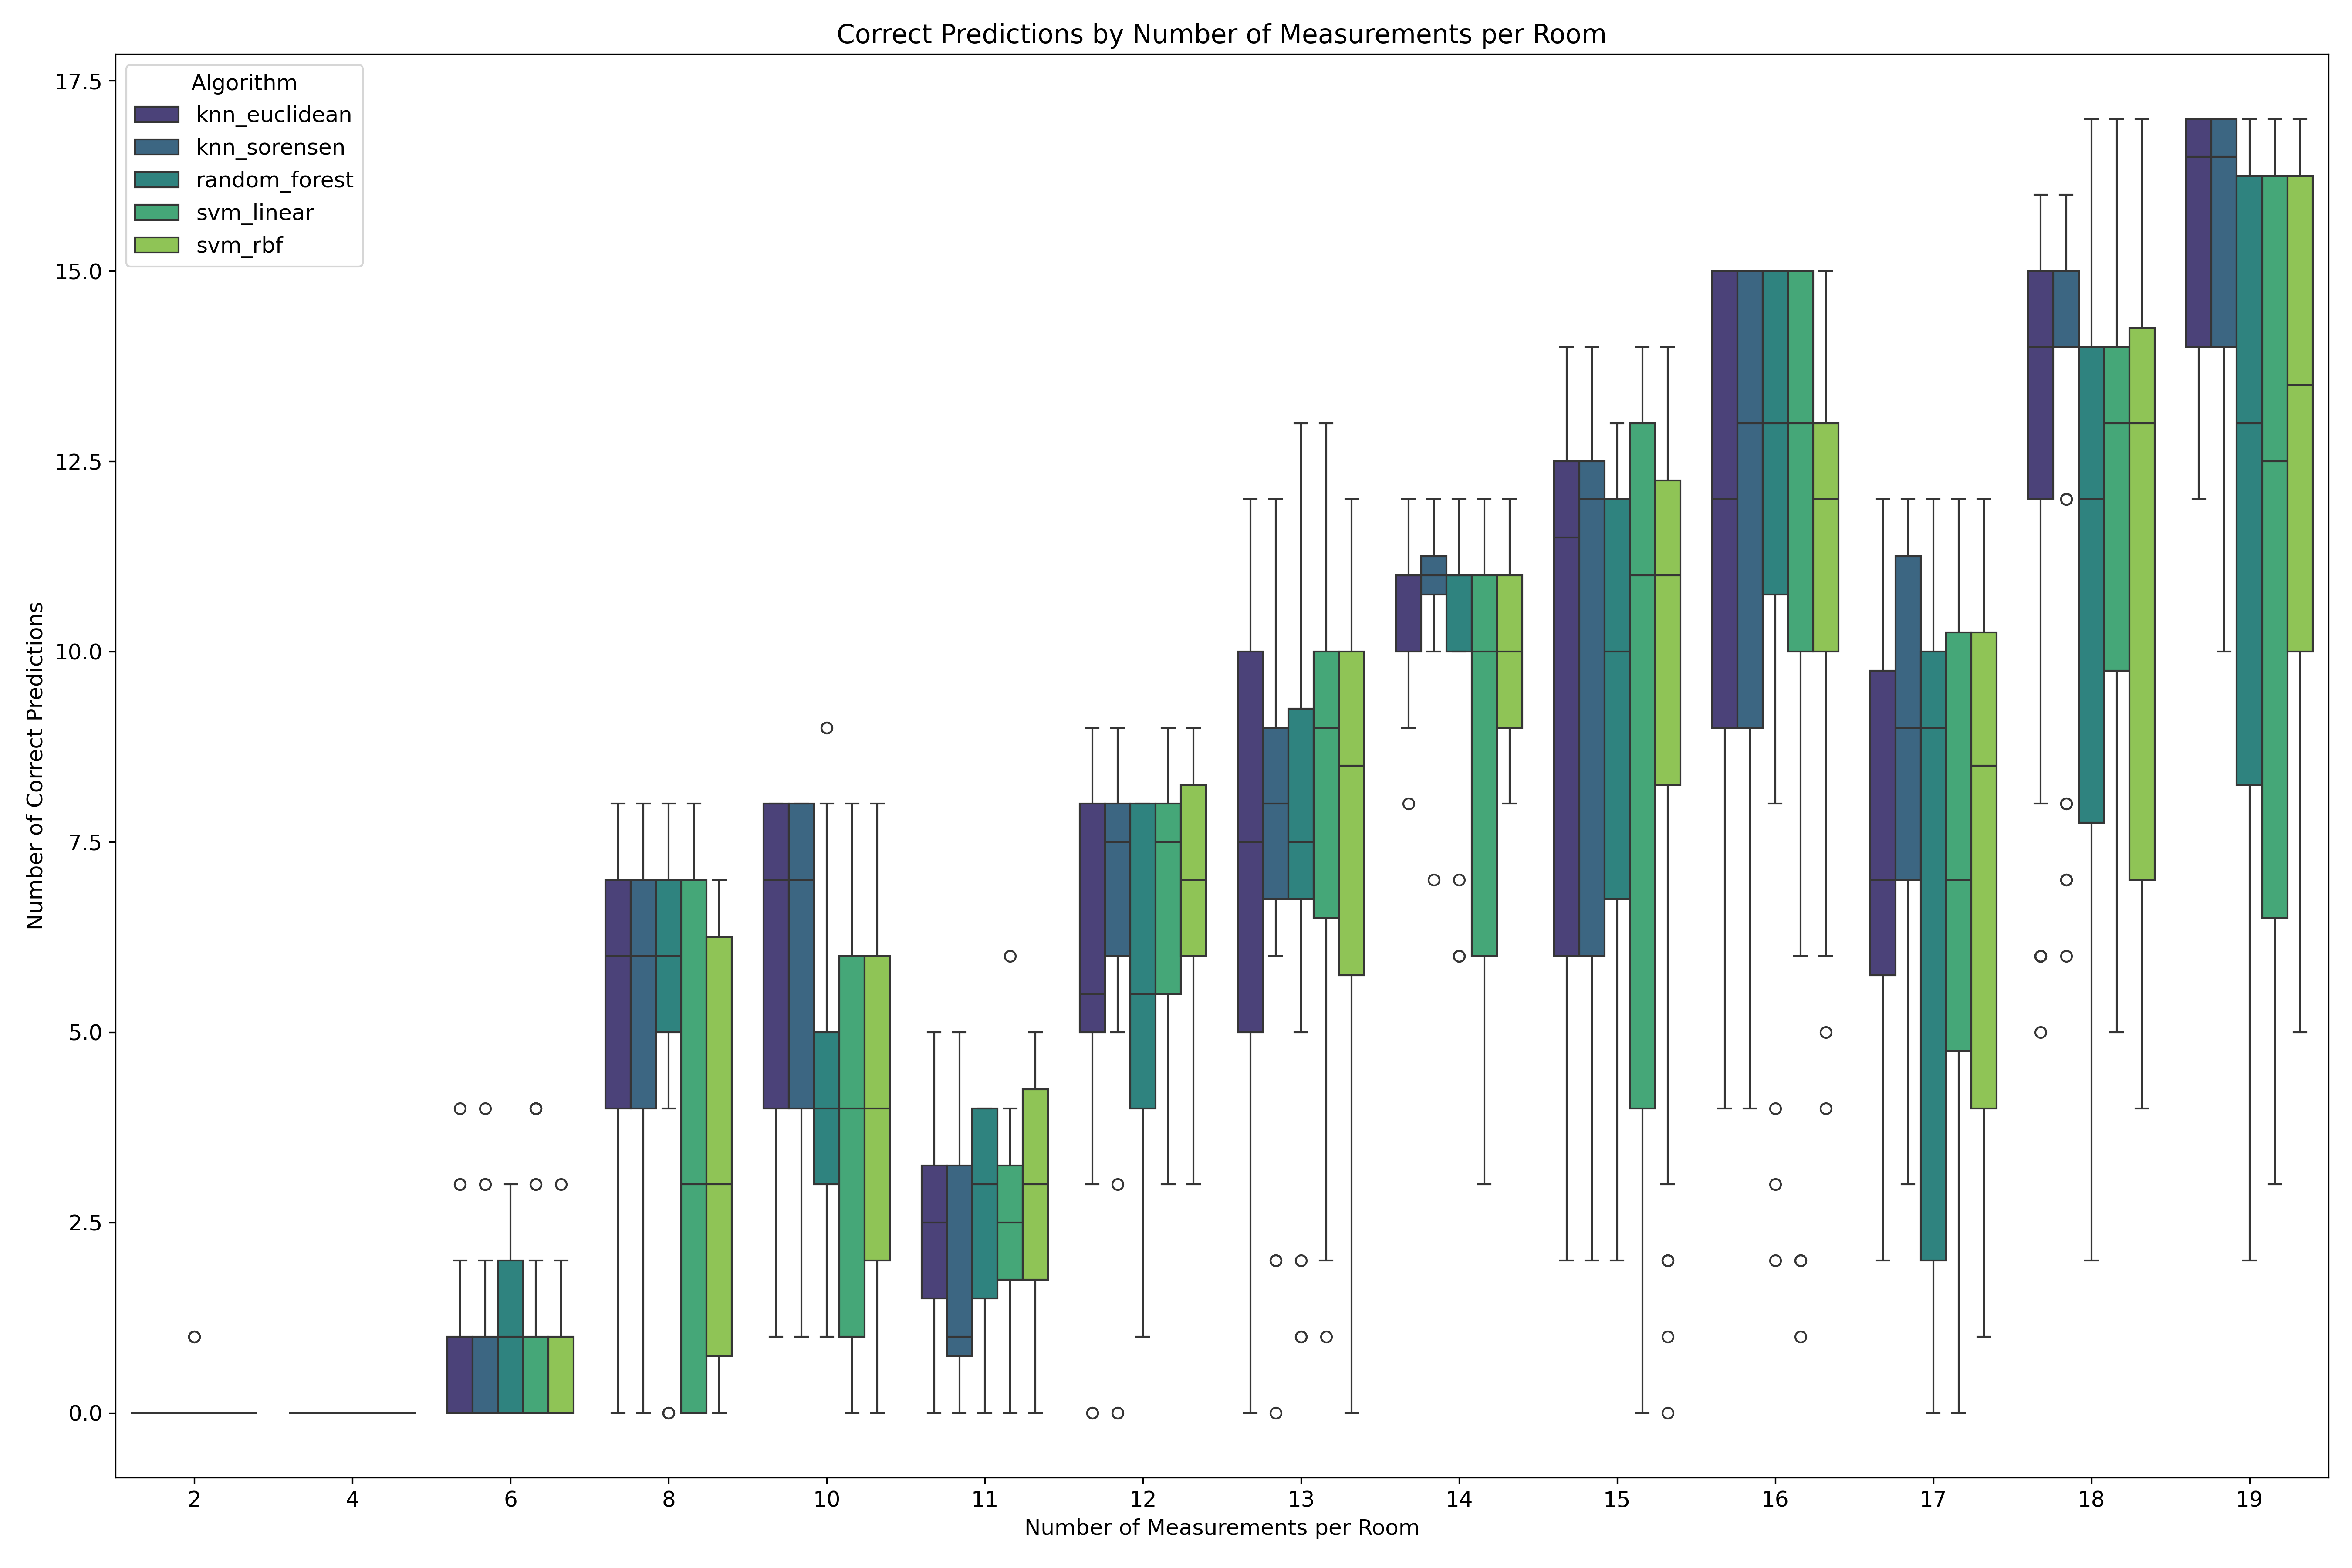 Correct Predictions by Number of Measurements per Room
Algorithm
knn_euclidean
knn_sorensen
random_forest
svm_linear
svm_rbf
Number of Correct Predictions
17.5
15.0
12.5
10.0
7.5
5.0
2.5
0.0
2 4 6 8 10 11 12 13 14 15 16 17 18 19
Number of Measurements per Room